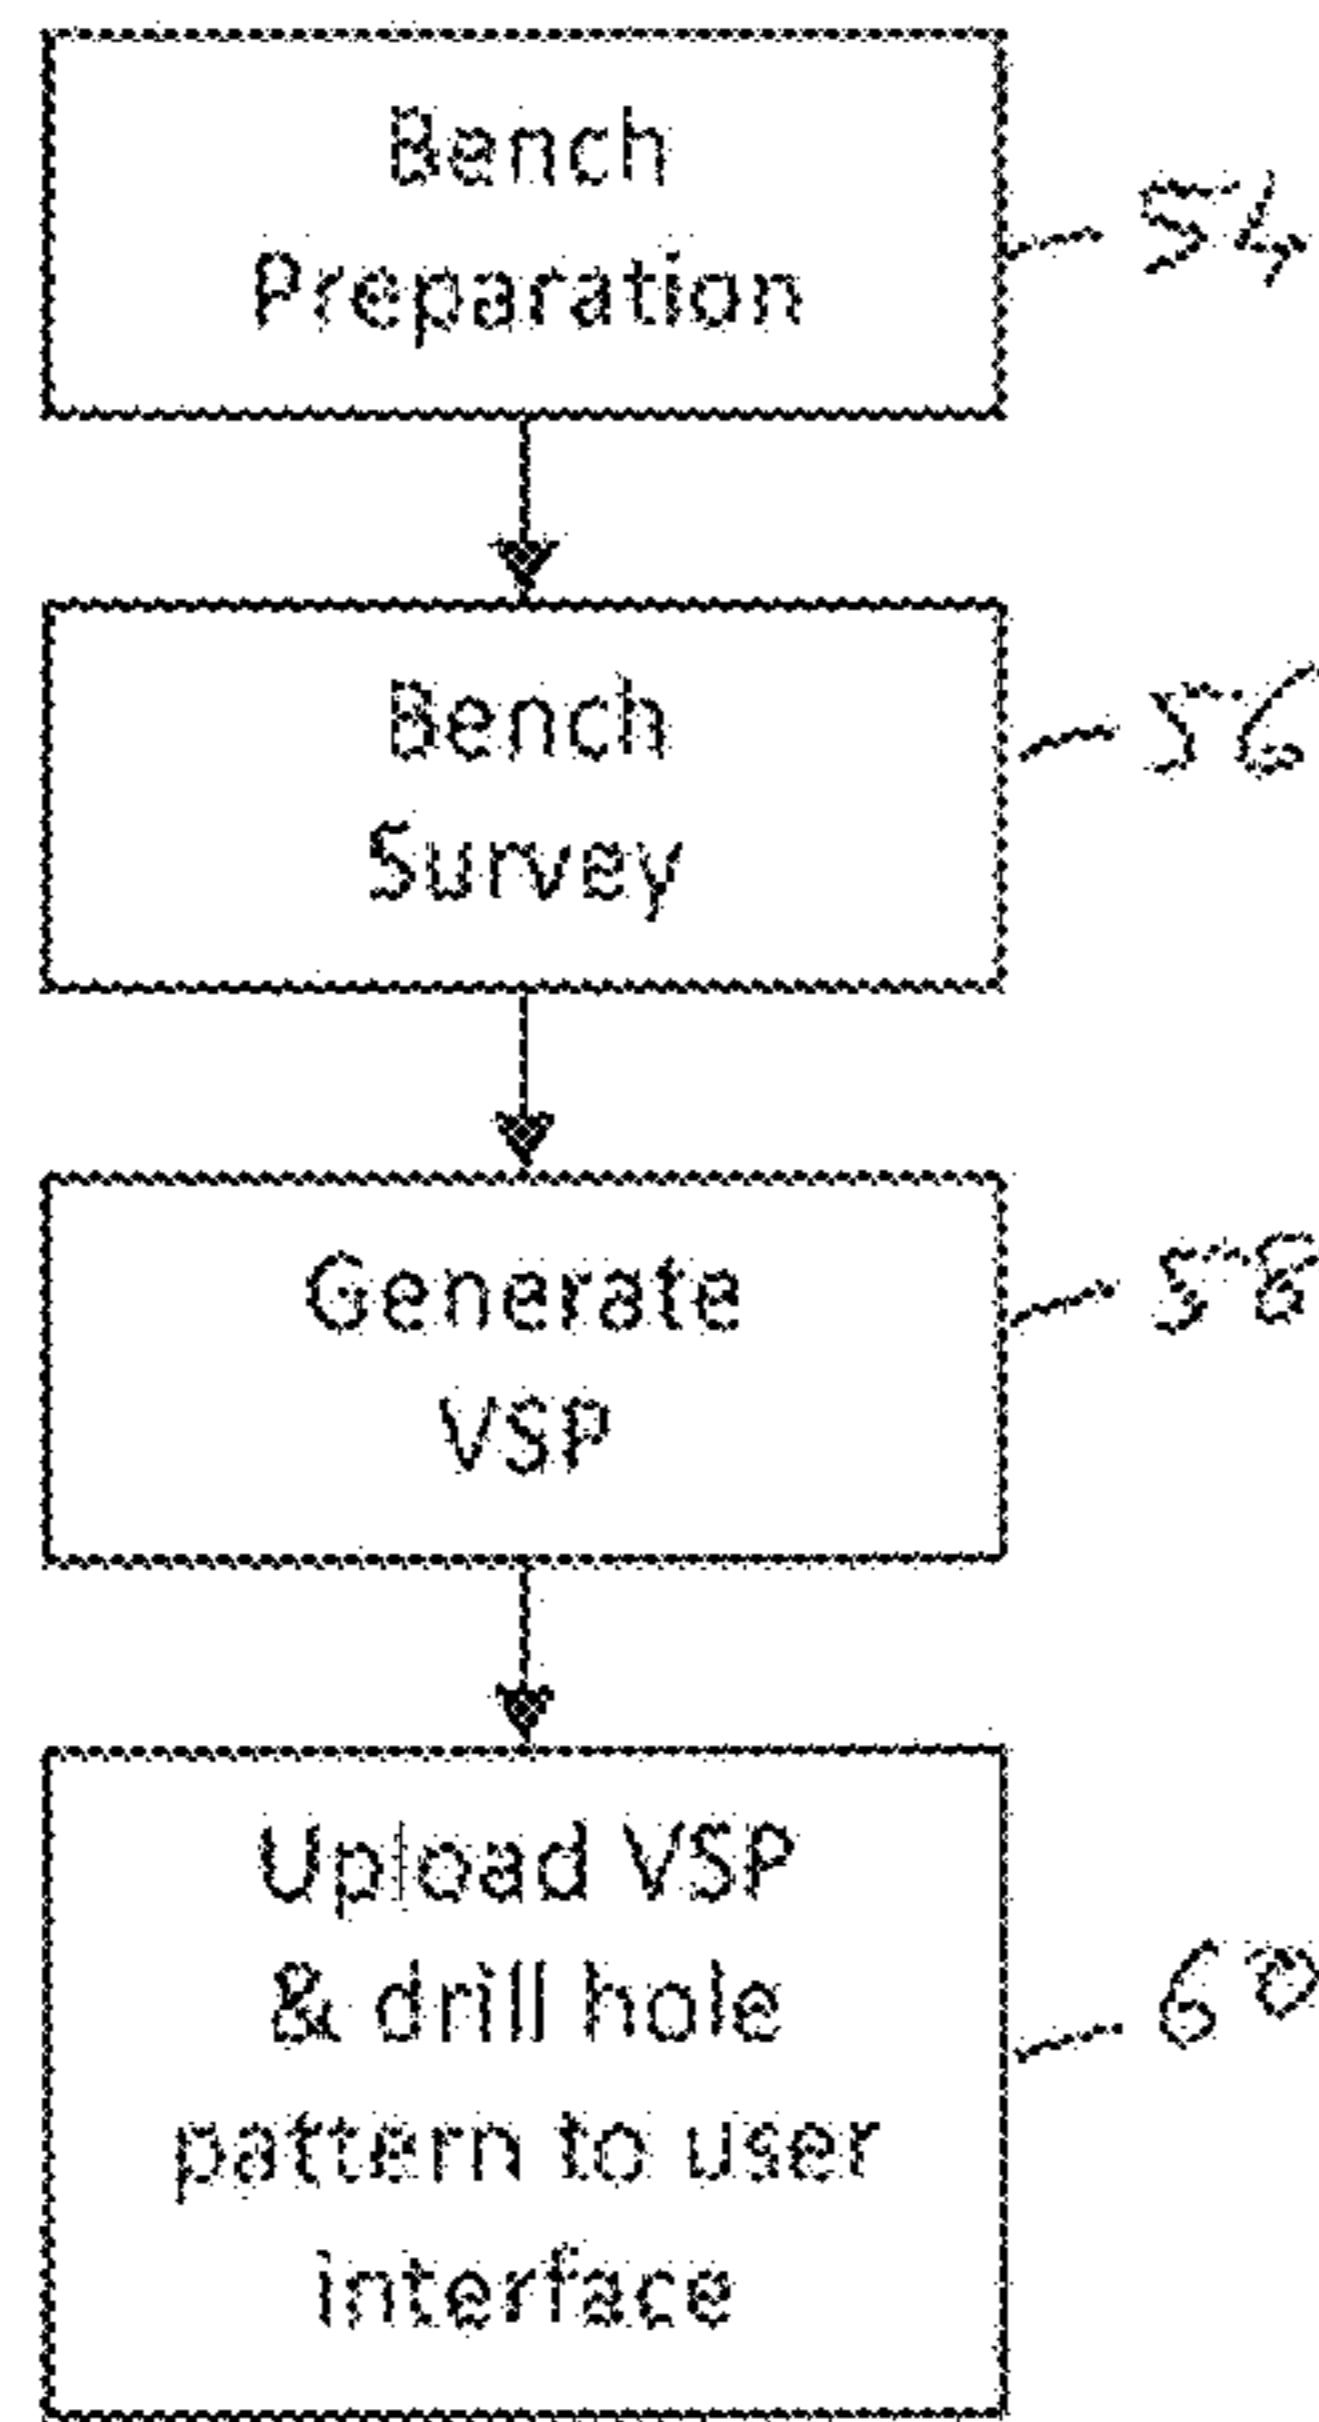 Bench
Preparation
54
Bench
Survey
56
Generate
VSP
58
Upload VSP
& drill hole
pattern to user
interface
60